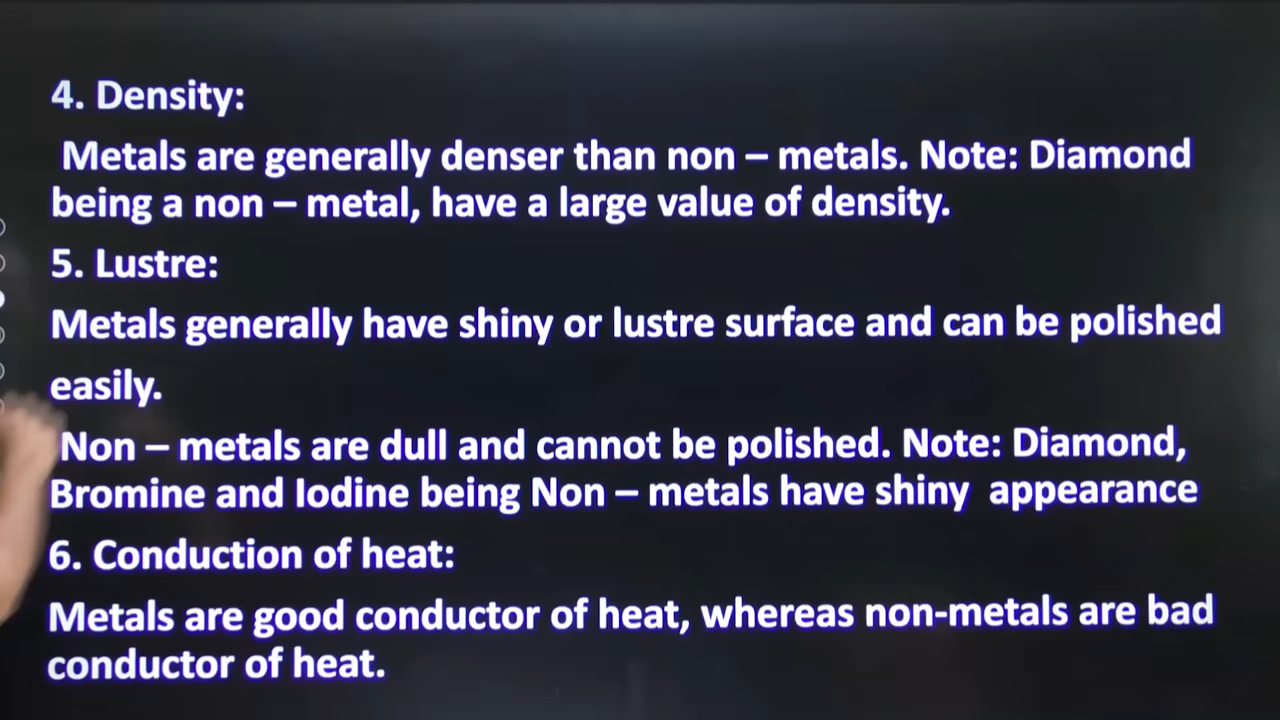 4. Density:
Metals are generally denser than non – metals. Note: Diamond
being a non – metal, have a large value of density.
5. Lustre:
Metals generally have shiny or lustre surface and can be polished
easily.
Non – metals are dull and cannot be polished. Note: Diamond,
Bromine and Iodine being Non – metals have shiny appearance
6. Conduction of heat:
Metals are good conductor of heat, whereas non-metals are bad
conductor of heat.